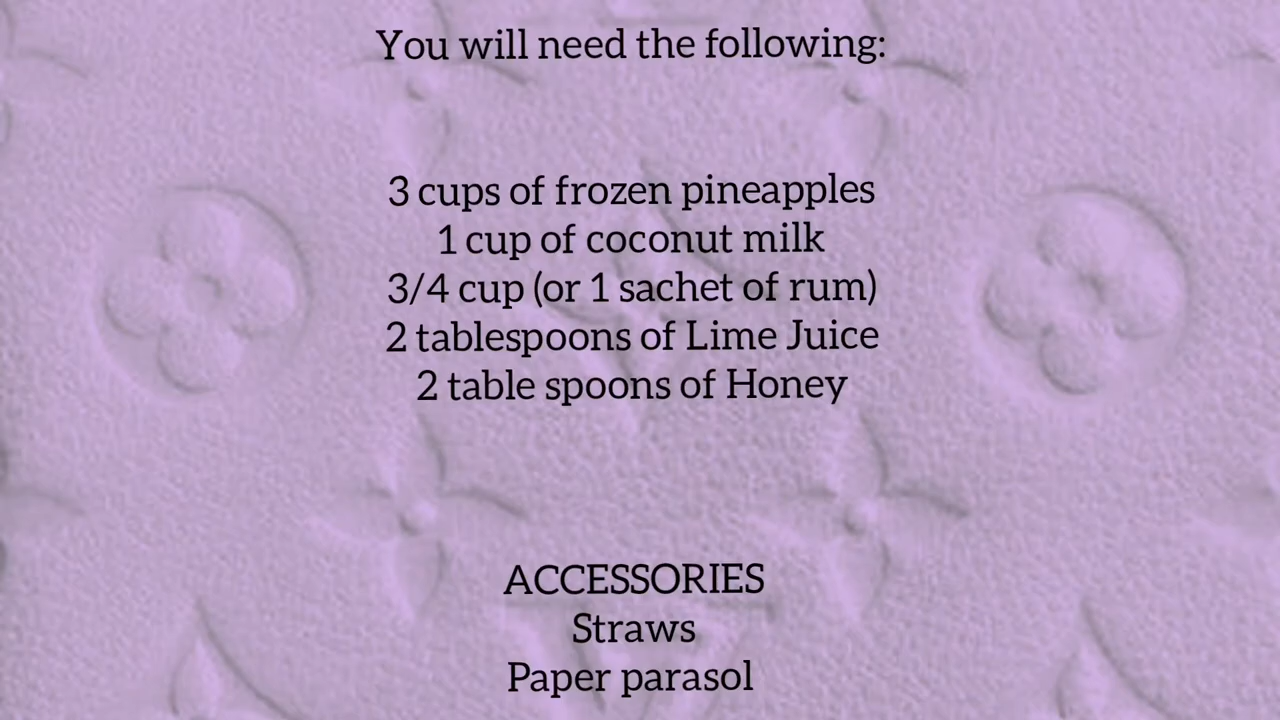 You will need the following:
3 cups of frozen pineapples
1 cup of coconut milk
3/4 cup (or 1 sachet of rum)
2 tablespoons of Lime Juice
2 table spoons of Honey
ACCESSORIES
Straws
Paper parasol